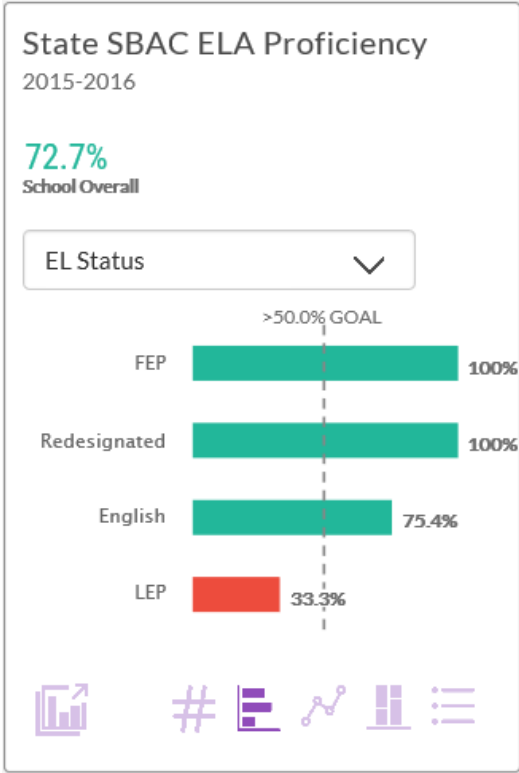 State SBAC ELA Proficiency
2015-2016
72.7%
School Overall
EL Status
>50.0% GOAL
FEP 100%
Redesignated 100%
English 75.4%
LEP 33.3%